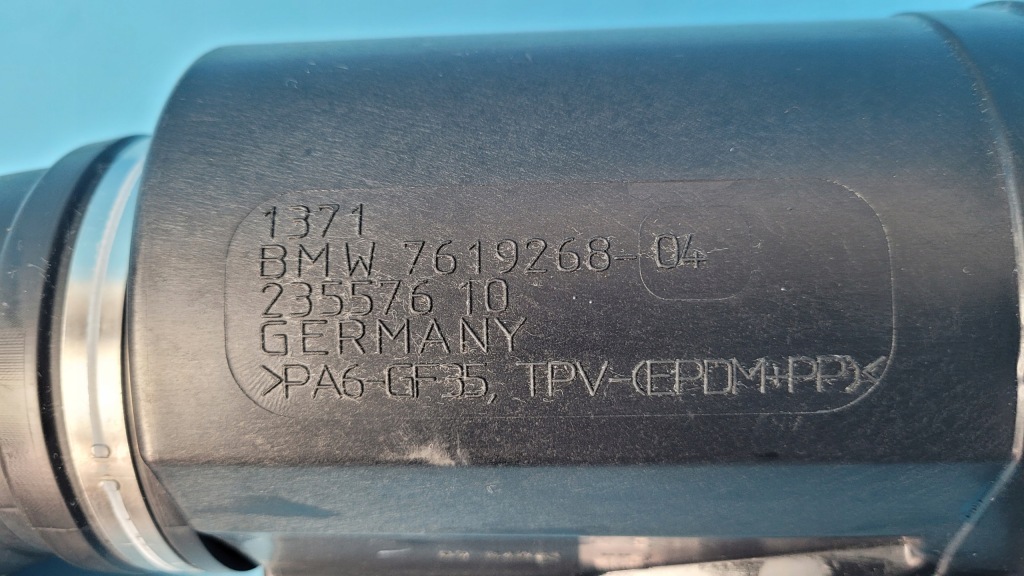 1371
BMW 7619268-04
235576 10
GERMANY
>PA6-GF35, TPV-(EPDM+PP)<